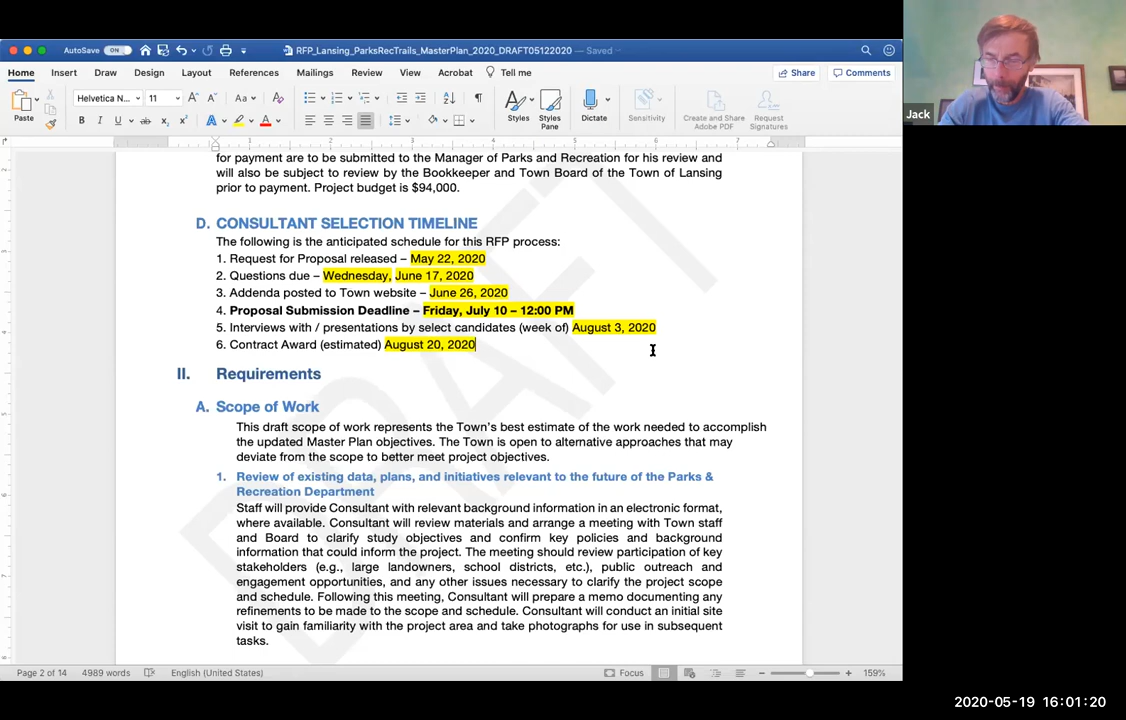 AutoSave ON RFP_Lansing_ParksRecTrails_MasterPlan_2020_DRAFT05122020 — Saved
Home Insert Draw Design Layout References Mailings Review View Acrobat Tell me Share Comments
Paste Helvetica N... 11 Styles Styles Pane Dictate Sensitivity Create and Share Adobe PDF Request Signatures
Jack
1 2 3 4 5 6 7
for payment are to be submitted to the Manager of Parks and Recreation for his review and
will also be subject to review by the Bookkeeper and Town Board of the Town of Lansing
prior to payment. Project budget is $94,000.
D. CONSULTANT SELECTION TIMELINE
The following is the anticipated schedule for this RFP process:
1. Request for Proposal released – May 22, 2020
2. Questions due – Wednesday, June 17, 2020
3. Addenda posted to Town website – June 26, 2020
4. Proposal Submission Deadline – Friday, July 10 – 12:00 PM
5. Interviews with / presentations by select candidates (week of) August 3, 2020
6. Contract Award (estimated) August 20, 2020
II. Requirements
A. Scope of Work
This draft scope of work represents the Town's best estimate of the work needed to accomplish
the updated Master Plan objectives. The Town is open to alternative approaches that may
deviate from the scope to better meet project objectives.
1. Review of existing data, plans, and initiatives relevant to the future of the Parks &
Recreation Department
Staff will provide Consultant with relevant background information in an electronic format,
where available. Consultant will review materials and arrange a meeting with Town staff
and Board to clarify study objectives and confirm key policies and background
information that could inform the project. The meeting should review participation of key
stakeholders (e.g., large landowners, school districts, etc.), public outreach and
engagement opportunities, and any other issues necessary to clarify the project scope
and schedule. Following this meeting, Consultant will prepare a memo documenting any
refinements to be made to the scope and schedule. Consultant will conduct an initial site
visit to gain familiarity with the project area and take photographs for use in subsequent
tasks.
DRAFT
Page 2 of 14 4989 words English (United States) Focus 159%
2020-05-19 16:01:20